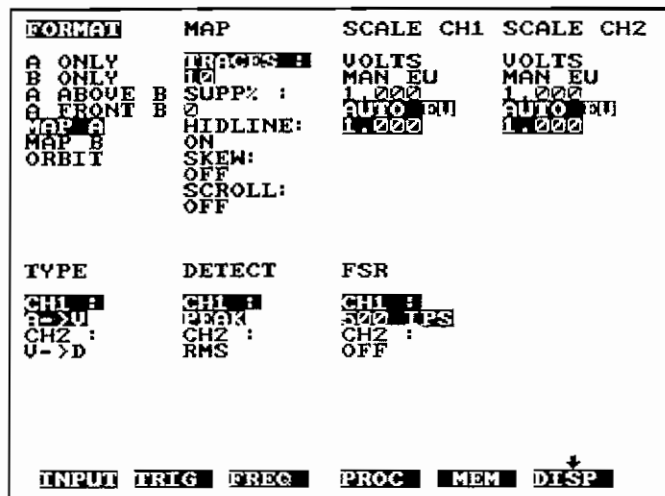 FORMAT
A ONLY
B ONLY
A ABOVE B
A FRONT B
MAP A
MAP B
ORBIT
MAP
TRACES :
10
SUPP% :
0
HIDLINE:
ON
SKEW:
OFF
SCROLL:
OFF
SCALE CH1
VOLTS
MAN EU
1.000
AUTO EU
1.000
SCALE CH2
VOLTS
MAN EU
1.000
AUTO EU
1.000
TYPE
CH1 :
A->V
CH2 :
V->D
DETECT
CH1 :
PEAK
CH2 :
RMS
FSR
CH1 :
500 IPS
CH2 :
OFF
INPUT TRIG FREQ PROC MEM DISP